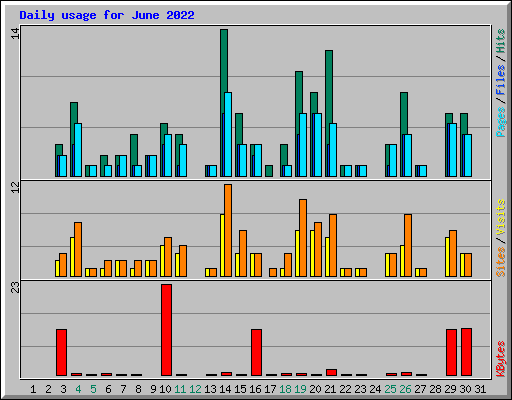 Daily usage for June 2022
14
12
23
Pages / Files / Hits
Sites / Visits
KBytes
1 2 3 4 5 6 7 8 9 10 11 12 13 14 15 16 17 18 19 20 21 22 23 24 25 26 27 28 29 30 31